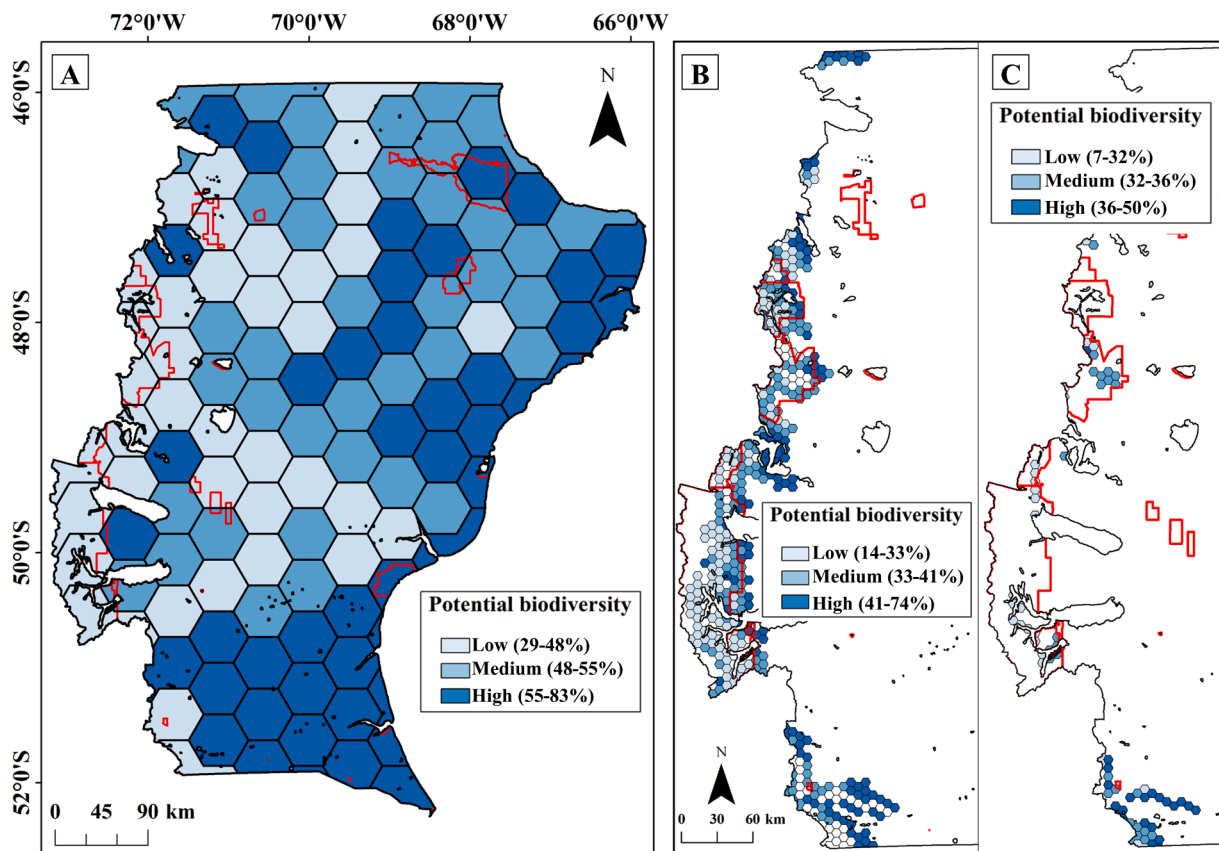 72°0'W 70°0'W 68°0'W 66°0'W
46°0'S
48°0'S
50°0'S
52°0'S
A
N
Potential biodiversity
Low (29-48%)
Medium (48-55%)
High (55-83%)
0 45 90 km
B
Potential biodiversity
Low (14-33%)
Medium (33-41%)
High (41-74%)
N
0 30 60 km
C
Potential biodiversity
Low (7-32%)
Medium (32-36%)
High (36-50%)